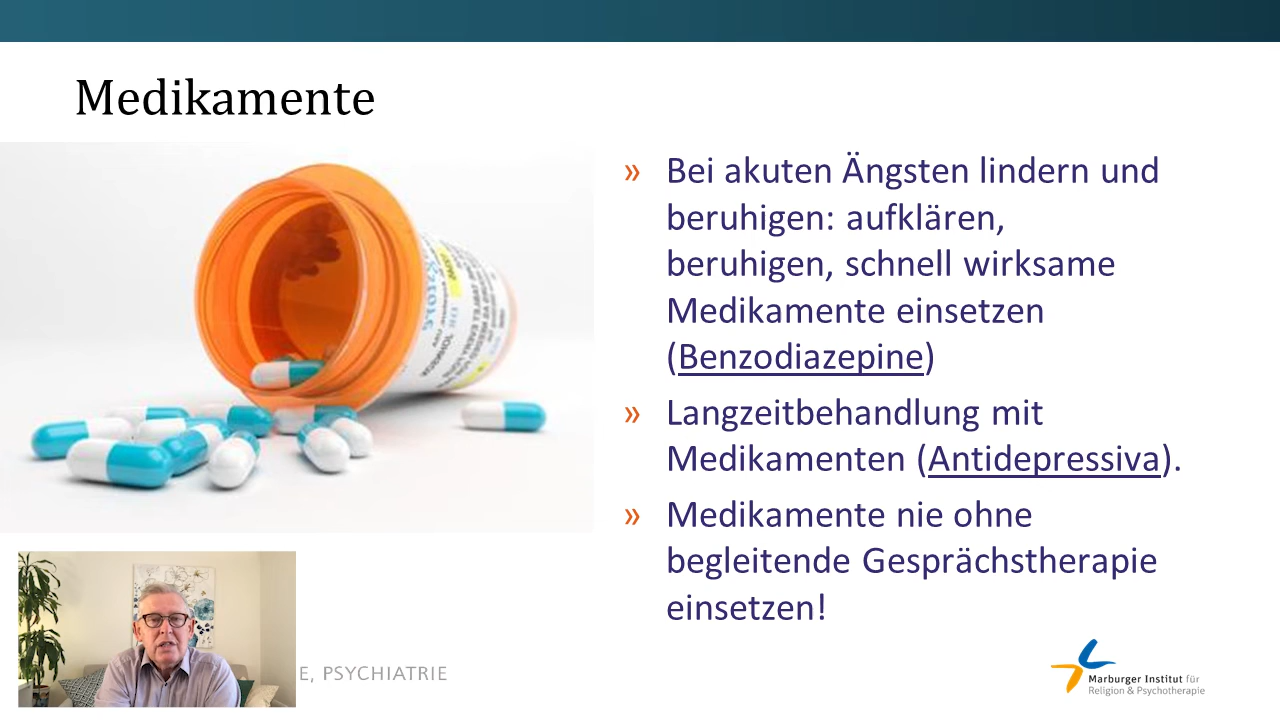 Medikamente
» Bei akuten Ängsten lindern und
beruhigen: aufklären,
beruhigen, schnell wirksame
Medikamente einsetzen
(Benzodiazepine)
» Langzeitbehandlung mit
Medikamenten (Antidepressiva).
» Medikamente nie ohne
begleitende Gesprächstherapie
einsetzen!
E, PSYCHIATRIE
Marburger Institut für
Religion & Psychotherapie